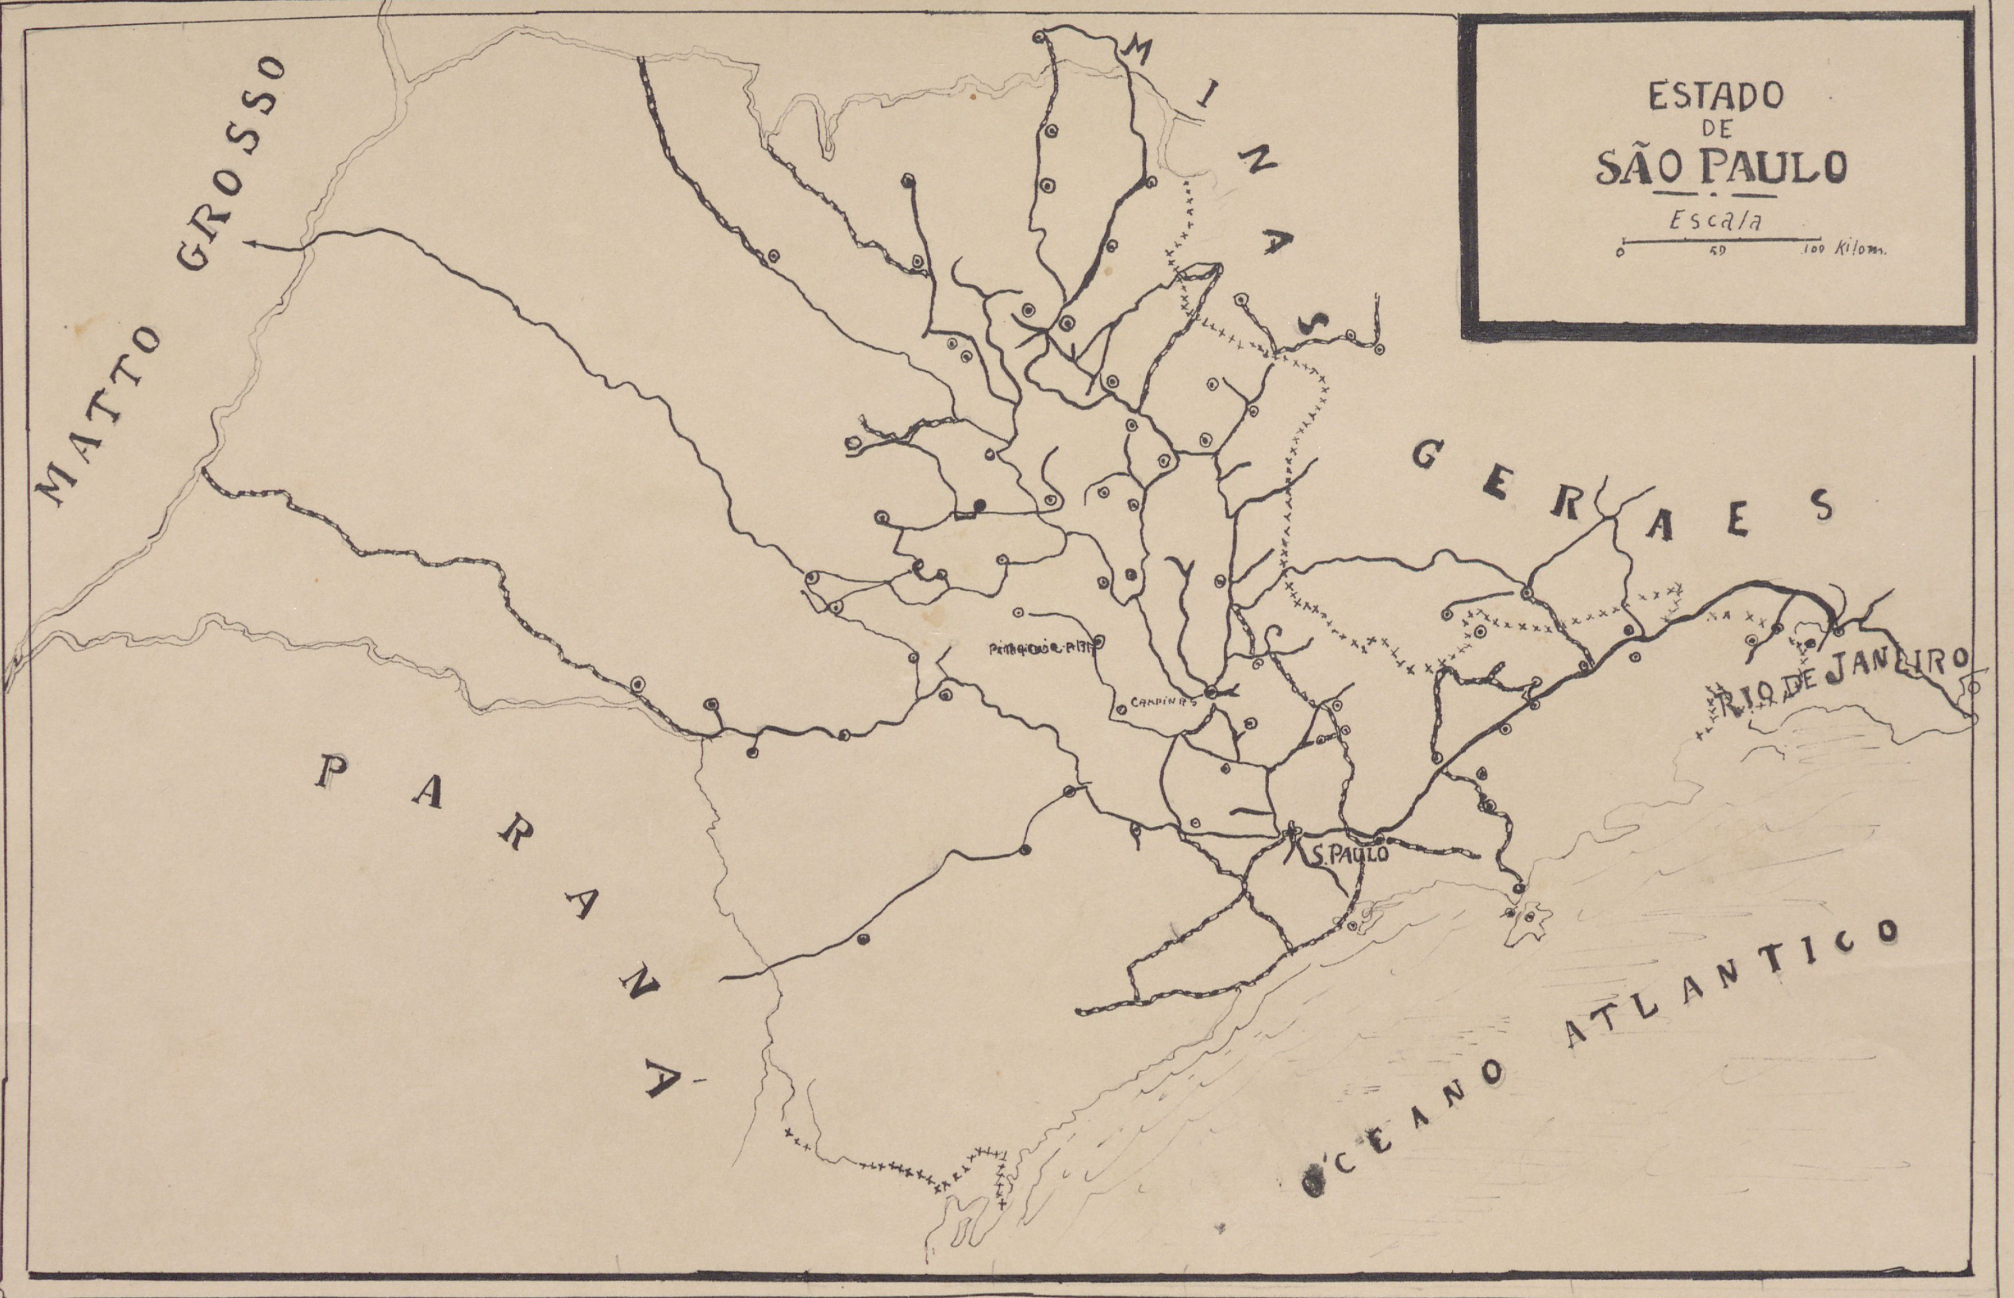 ESTADO
DE
SÃO PAULO
Escala
0 50 100 Kilom.
MATTO GROSSO
MINAS GERAES
RIO DE JANEIRO
CAMPINAS
S. PAULO
PARANÁ
OCEANO ATLANTICO